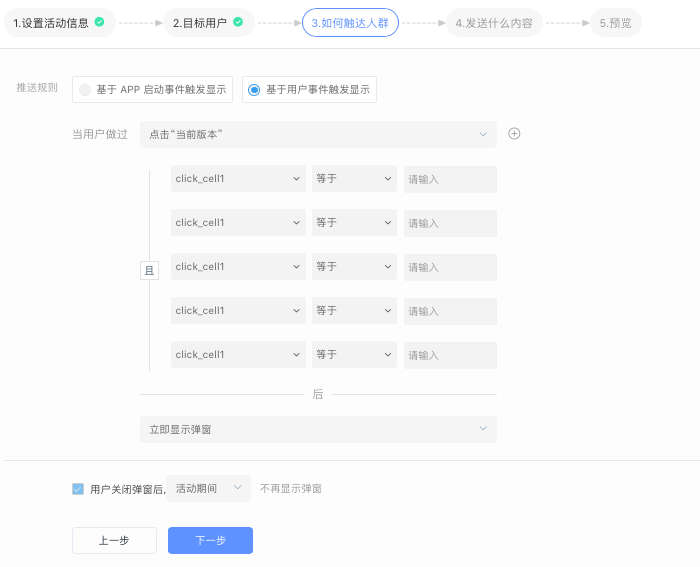 1.设置活动信息 2.目标用户 3.如何触达人群 4.发送什么内容 5.预览
推送规则 基于 APP 启动事件触发显示 基于用户事件触发显示
当用户做过 点击“当前版本”
click_cell1 等于 请输入
click_cell1 等于 请输入
click_cell1 等于 请输入
且
click_cell1 等于 请输入
click_cell1 等于 请输入
后
立即显示弹窗
用户关闭弹窗后, 活动期间 不再显示弹窗
上一步 下一步